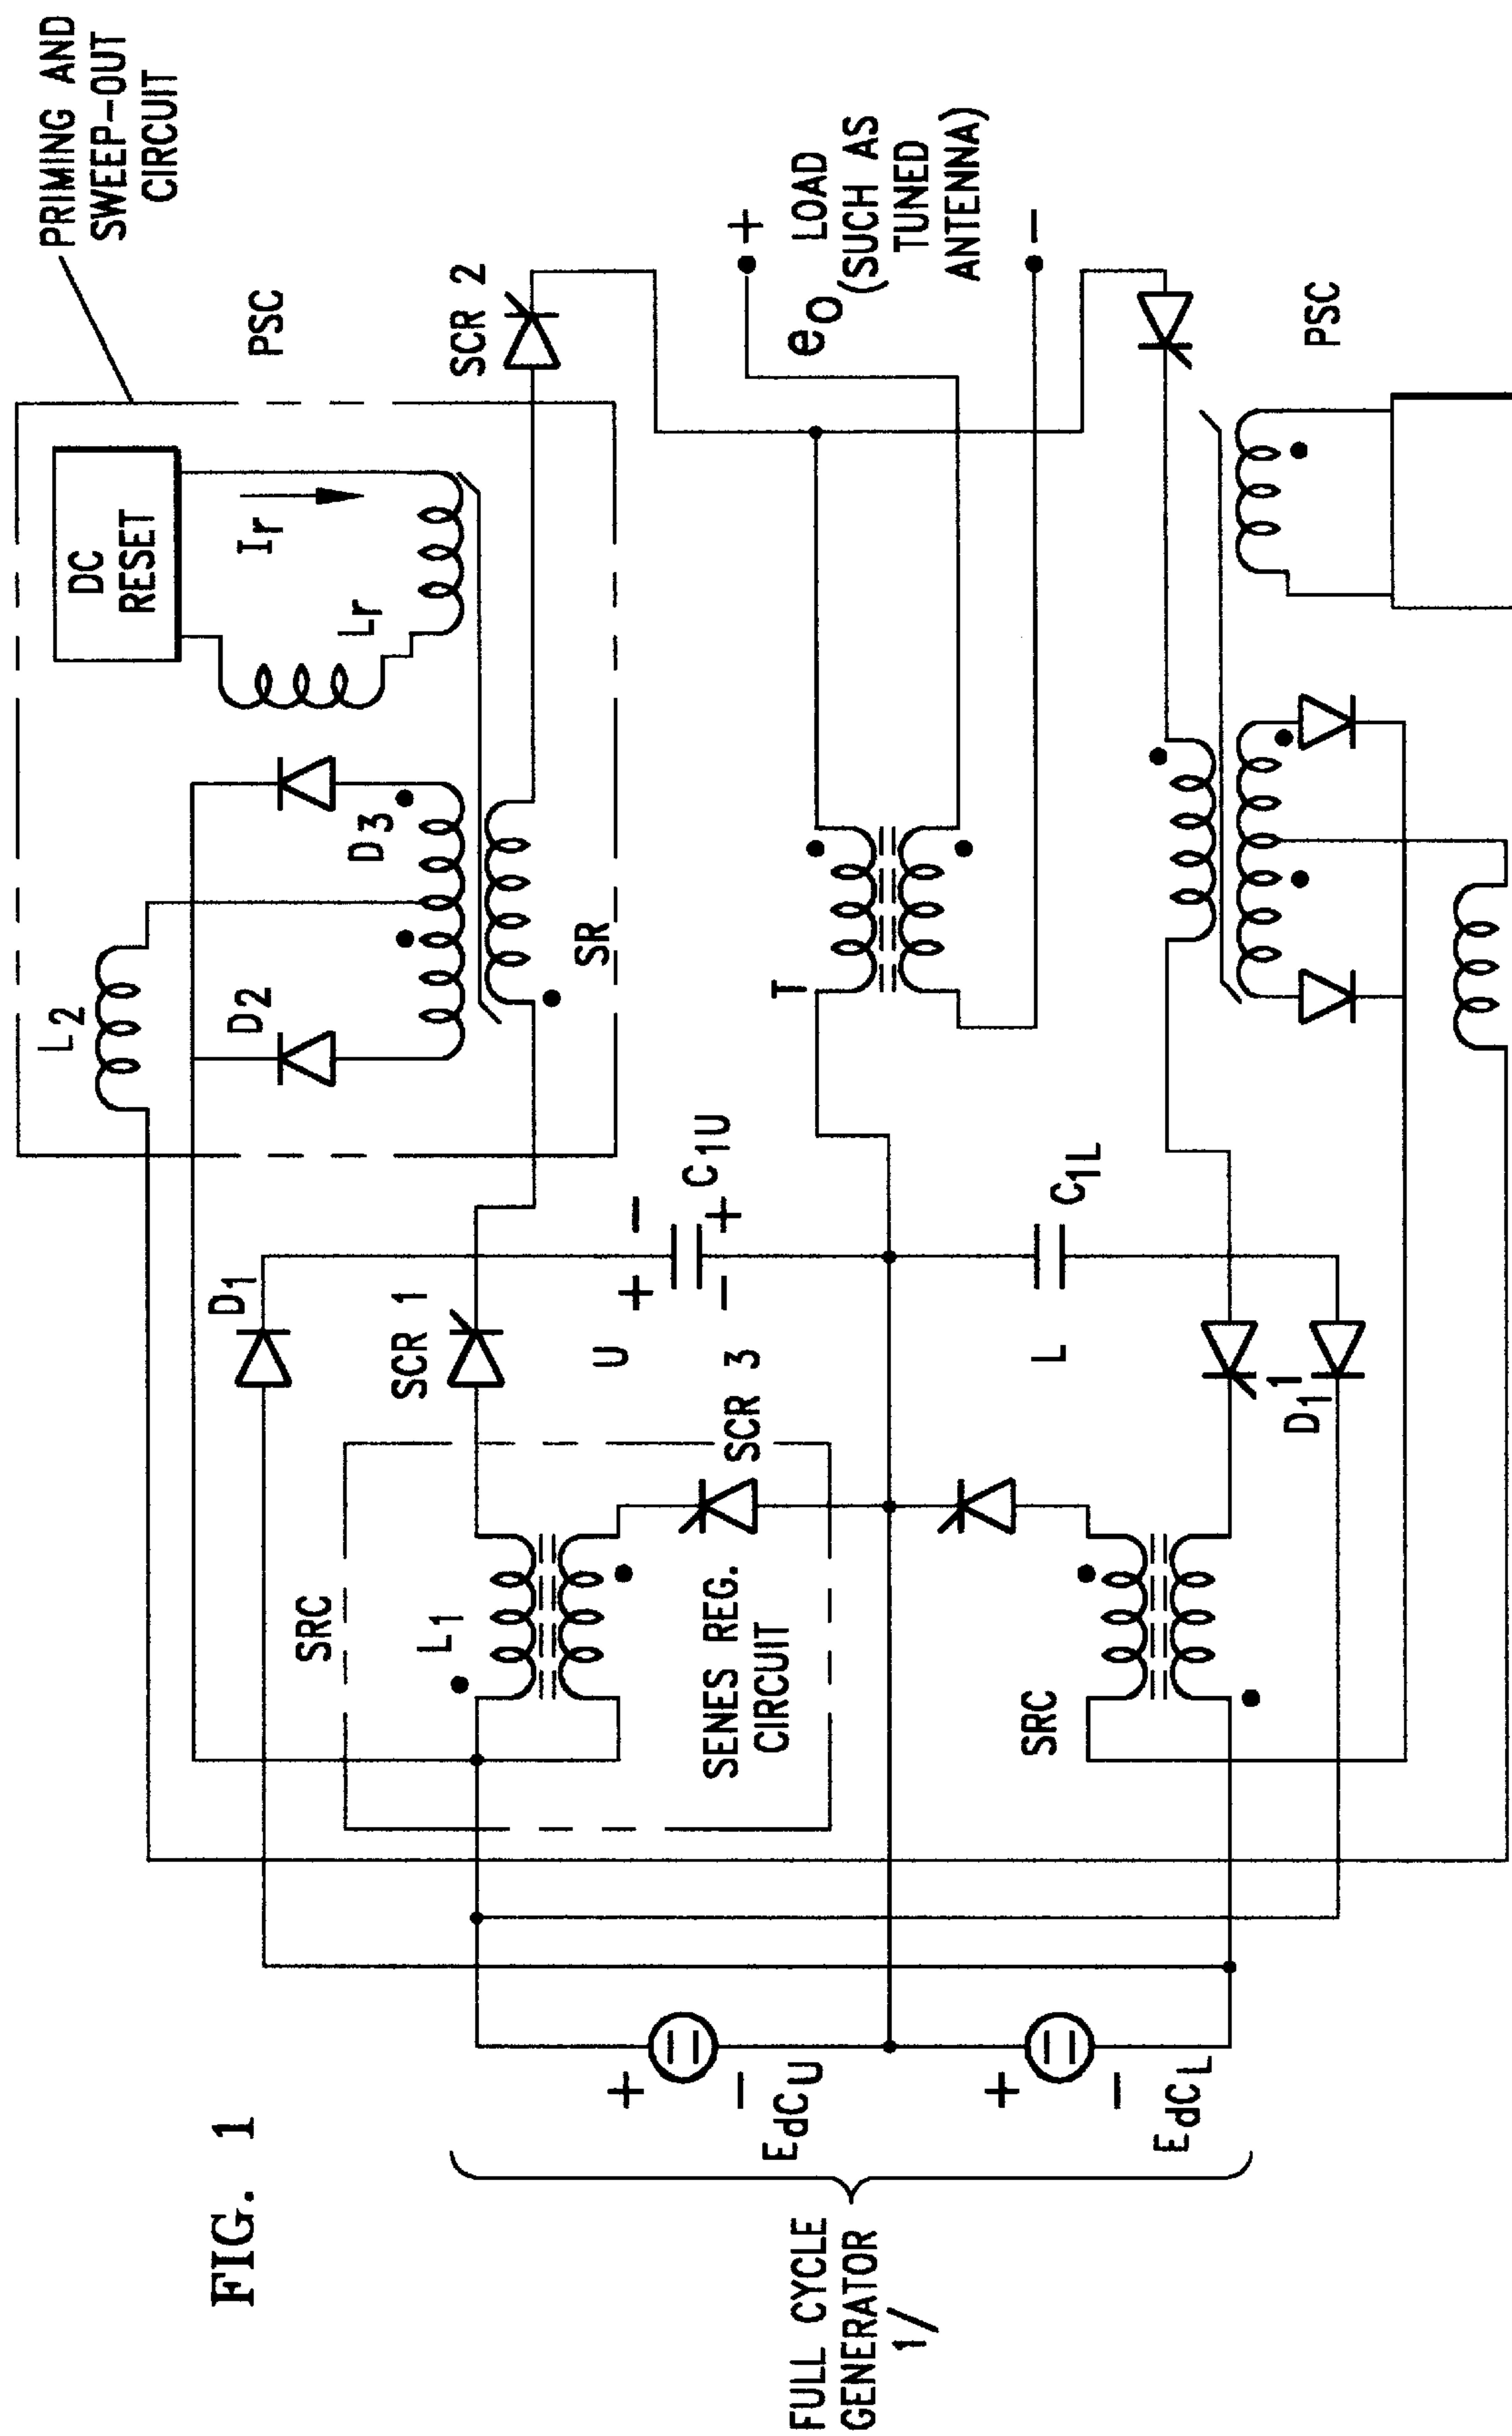 FIG. 1
PRIMING AND
SWEEP-OUT
CIRCUIT
PSC
DC
RESET
Ir
Lr
L2
D2
D3
SR
SCR 2
D1
SCR 1
SRC
L1
SCR 3
SENES REG.
CIRCUIT
U
+ -
C1U
- +
T
+
eo
LOAD
(SUCH AS
TUNED
ANTENNA)
-
FULL CYCLE
GENERATOR
1/
+
-
EdCU
+
-
EdCL
L
C1L
SRC
1
D1
PSC